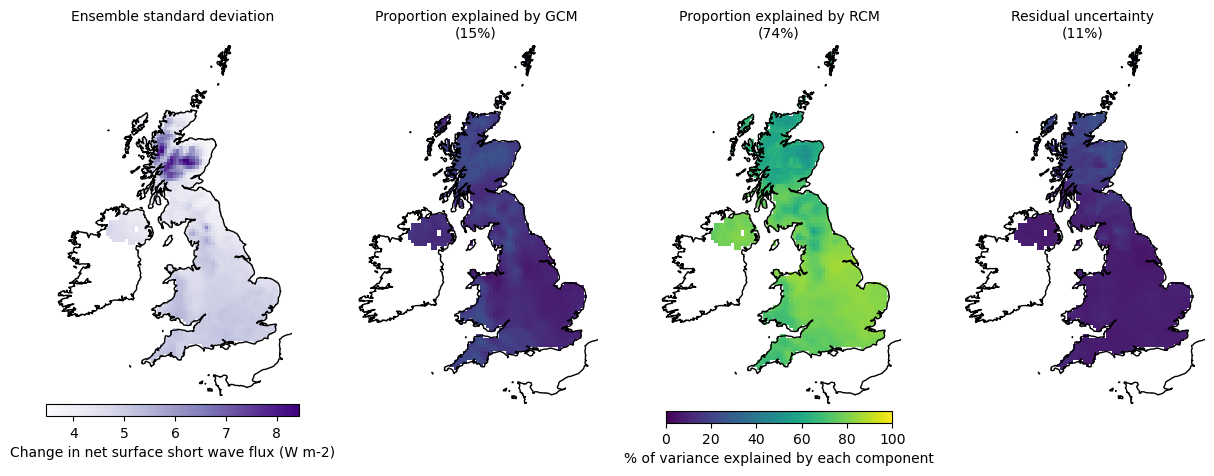 Ensemble standard deviation
Proportion explained by GCM
(15%)
Proportion explained by RCM
(74%)
Residual uncertainty
(11%)
4 5 6 7 8
Change in net surface short wave flux (W m-2)
0 20 40 60 80 100
% of variance explained by each component